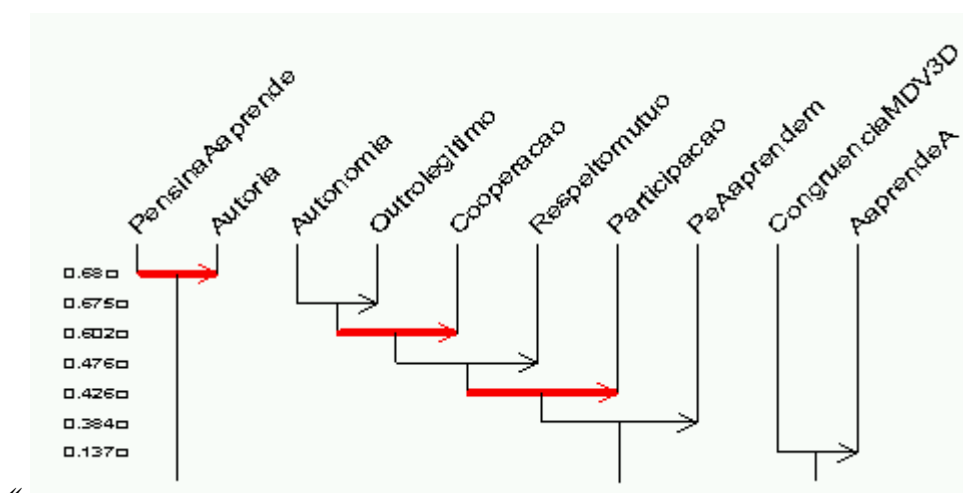 PensinaAaprende
Autoria
Autonomia
Outrolegitimo
Cooperacao
Respeitomutuo
Participacao
PeAaprendem
CongruenciaMDV3D
AaprendeA
0.68
0.675
0.602
0.476
0.426
0.384
0.137
“